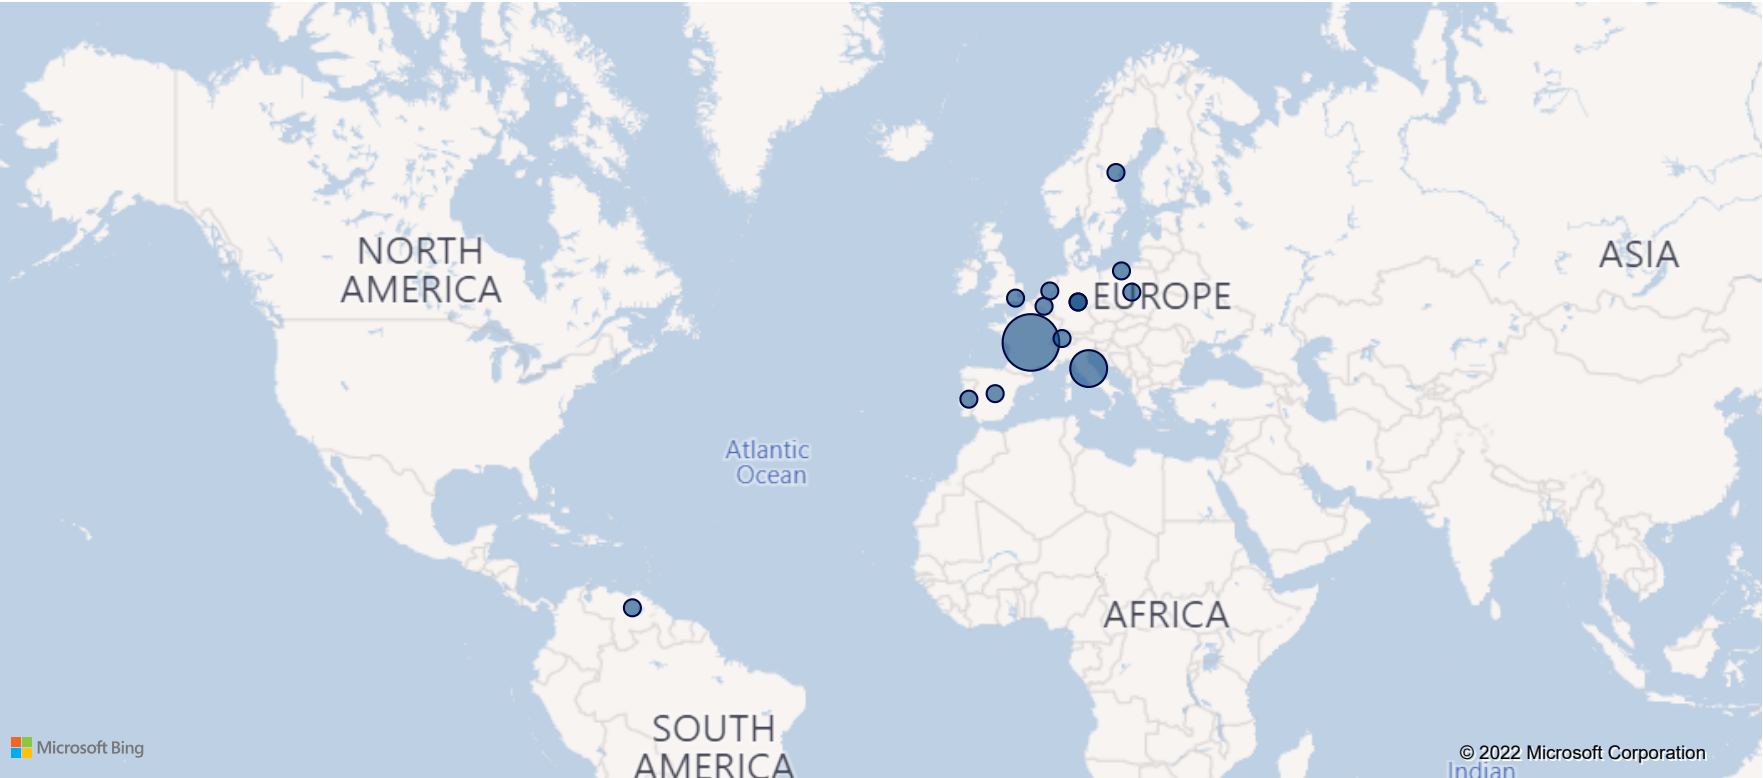 NORTH
AMERICA
ASIA
EUROPE
Atlantic
Ocean
AFRICA
SOUTH
AMERICA
Microsoft Bing
© 2022 Microsoft Corporation
Indian